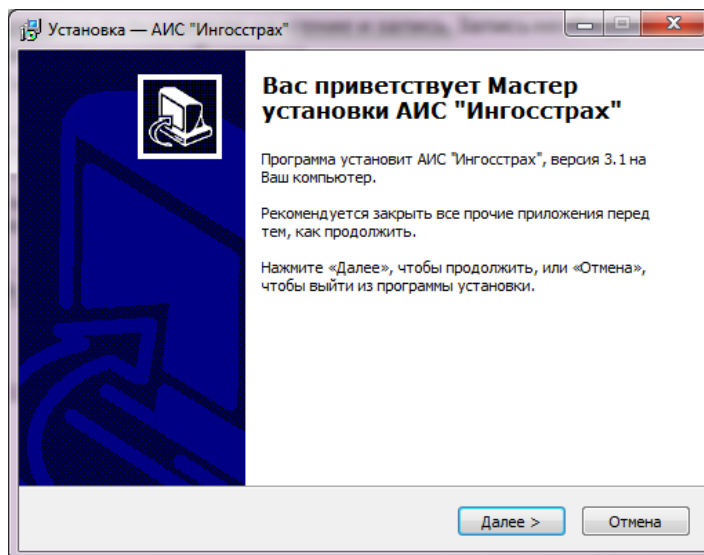 Установка — АИС "Ингосстрах"
Вас приветствует Мастер
установки АИС "Ингосстрах"
Программа установит АИС "Ингосстрах", версия 3.1 на
Ваш компьютер.
Рекомендуется закрыть все прочие приложения перед
тем, как продолжить.
Нажмите «Далее», чтобы продолжить, или «Отмена»,
чтобы выйти из программы установки.
Далее >
Отмена